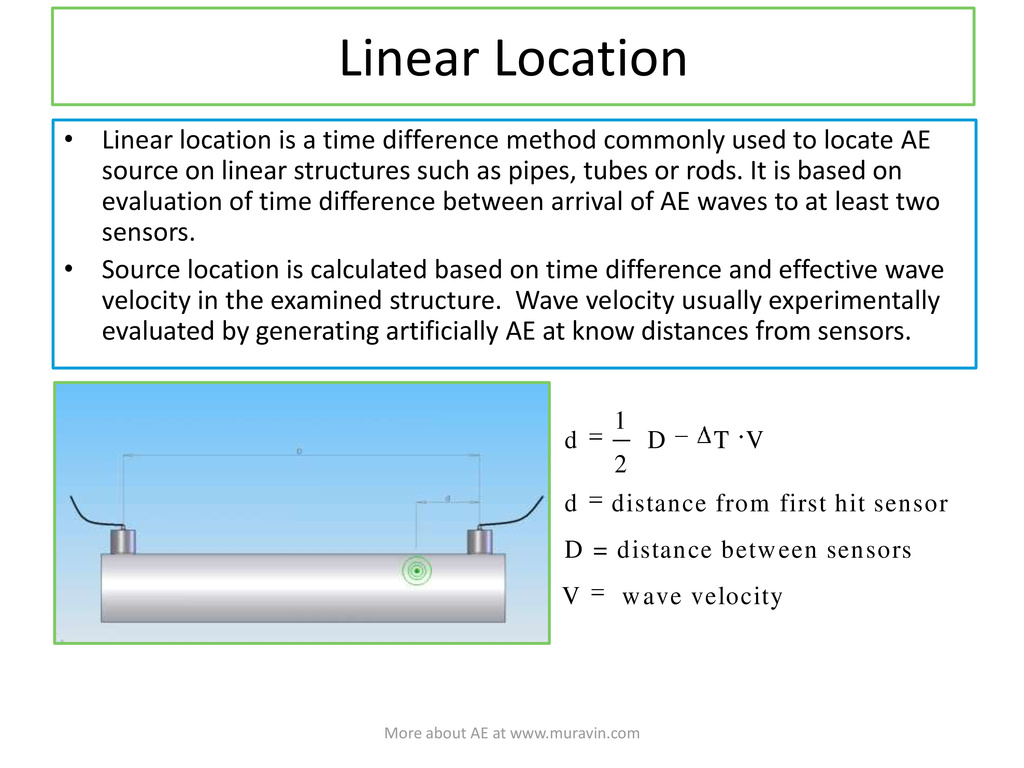 Linear Location
• Linear location is a time difference method commonly used to locate AE
source on linear structures such as pipes, tubes or rods. It is based on
evaluation of time difference between arrival of AE waves to at least two
sensors.
• Source location is calculated based on time difference and effective wave
velocity in the examined structure.  Wave velocity usually experimentally
evaluated by generating artificially AE at know distances from sensors.
D
d
d = 1/2 D − ΔT ·V
d = distance from first hit sensor
D = distance between sensors
V = wave velocity
More about AE at www.muravin.com